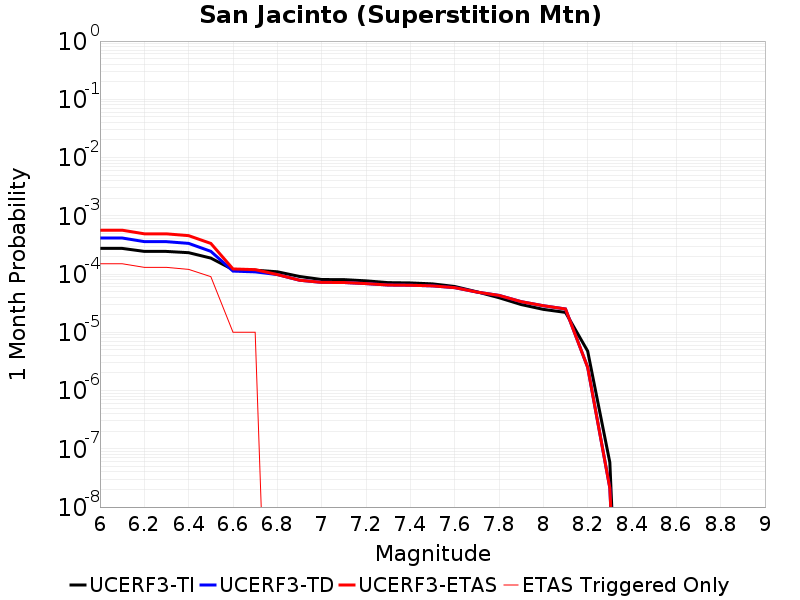 San Jacinto (Superstition Mtn)
1 Month Probability
10^0
10^-1
10^-2
10^-3
10^-4
10^-5
10^-6
10^-7
10^-8
6 6.2 6.4 6.6 6.8 7 7.2 7.4 7.6 7.8 8 8.2 8.4 8.6 8.8 9
Magnitude
UCERF3-TI UCERF3-TD UCERF3-ETAS ETAS Triggered Only